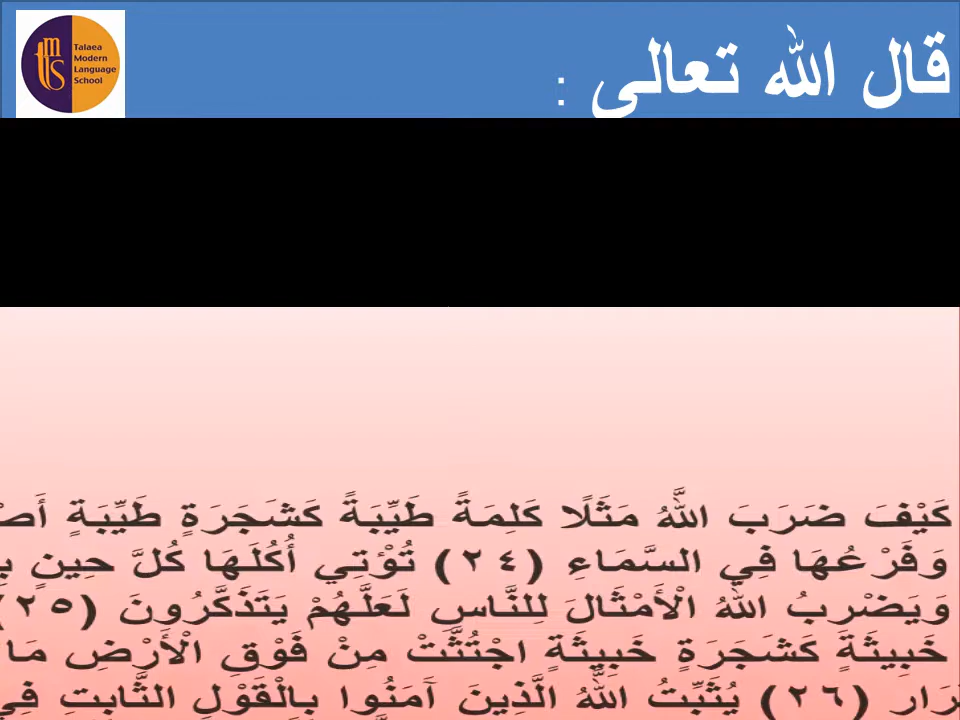 Talaea
Modern
Language
School
قال الله تعالى :
كَيْفَ ضَرَبَ اللَّهُ مَثَلًا كَلِمَةً طَيِّبَةً كَشَجَرَةٍ طَيِّبَةٍ
وَفَرْعُهَا فِي السَّمَاءِ (٢٤) تُؤْتِي أُكُلَهَا كُلَّ حِينٍ
وَيَضْرِبُ اللَّهُ الْأَمْثَالَ لِلنَّاسِ لَعَلَّهُمْ يَتَذَكَّرُونَ (٢٥)
خَبِيثَةٍ كَشَجَرَةٍ خَبِيثَةٍ اجْتُثَّتْ مِنْ فَوْقِ الْأَرْضِ مَا
(٢٦) يُثَبِّتُ اللَّهُ الَّذِينَ آمَنُوا بِالْقَوْلِ الثَّابِتِ فِي